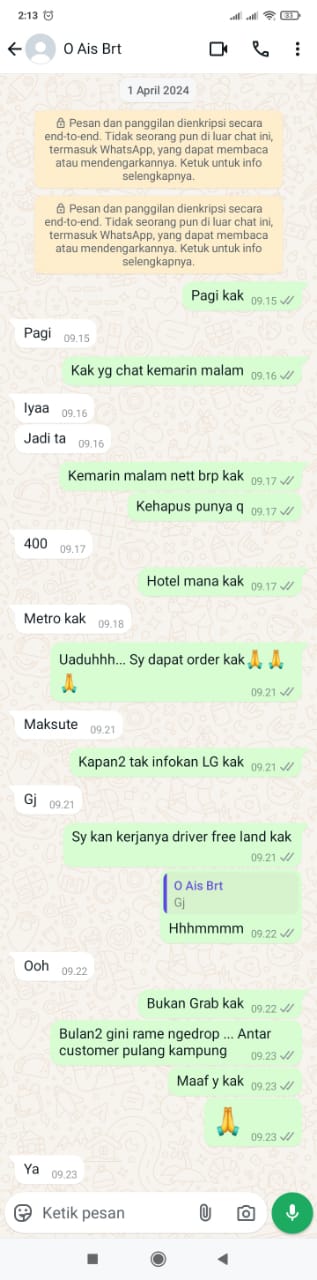 2:13
33
O Ais Brt
1 April 2024
Pesan dan panggilan dienkripsi secara
end-to-end. Tidak seorang pun di luar chat ini,
termasuk WhatsApp, yang dapat membaca
atau mendengarkannya. Ketuk untuk info
selengkapnya.
Pesan dan panggilan dienkripsi secara
end-to-end. Tidak seorang pun di luar chat ini,
termasuk WhatsApp, yang dapat membaca
atau mendengarkannya. Ketuk untuk info
selengkapnya.
Pagi kak 09.15
Pagi 09.15
Kak yg chat kemarin malam 09.16
Iyaa 09.16
Jadi ta 09.16
Kemarin malam nett brp kak 09.17
Kehapus punya q 09.17
400 09.17
Hotel mana kak 09.17
Metro kak 09.18
Uaduhhh... Sy dapat order kak🙏🙏
🙏 09.21
Maksute 09.21
Kapan2 tak infokan LG kak 09.21
Gj 09.21
Sy kan kerjanya driver free land kak
09.21
O Ais Brt
Gj
Hhhmmmm 09.22
Ooh 09.22
Bukan Grab kak 09.22
Bulan2 gini rame ngedrop ... Antar
customer pulang kampung 09.23
Maaf y kak 09.23
🙏 09.23
Ya 09.23
Ketik pesan